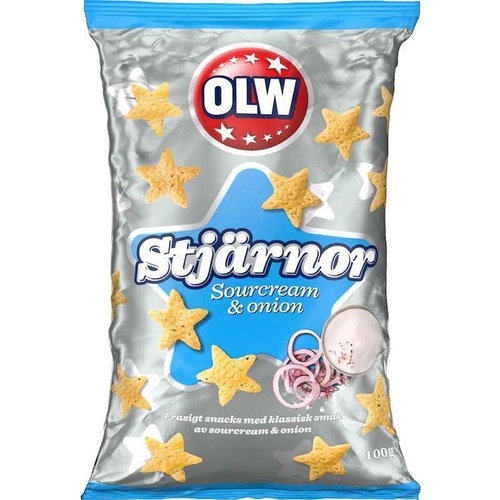 OLW
Stjärnor
Sourcream
& onion
Frasigt snacks med klassisk smak
av sourcream & onion
100g